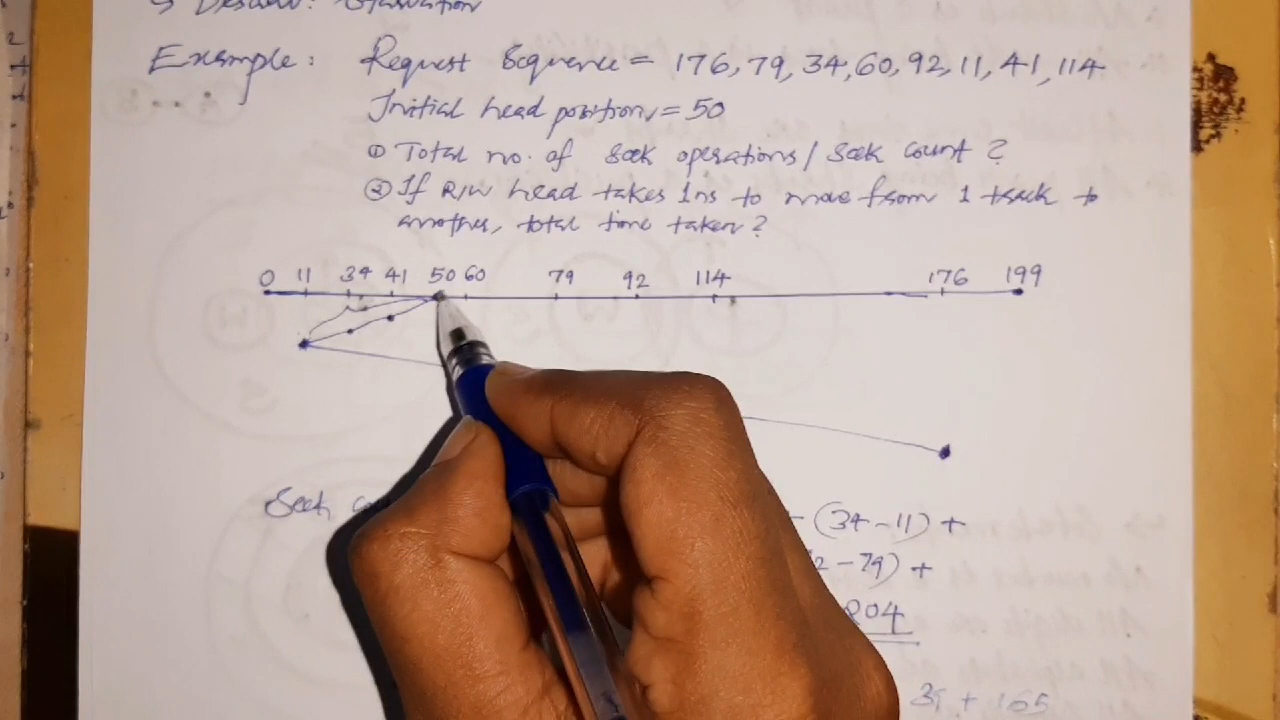 Example: Request Sequence = 176, 79, 34, 60, 92, 11, 41, 114
Initial head position = 50
① Total no. of seek operations / Seek count ?
② If R/W head takes 1ns to move from 1 track to
another, total time taken ?
0 11 34 41 50 60 79 92 114 176 199
Seek (34-11) +
2-79) +
204
39 + 165